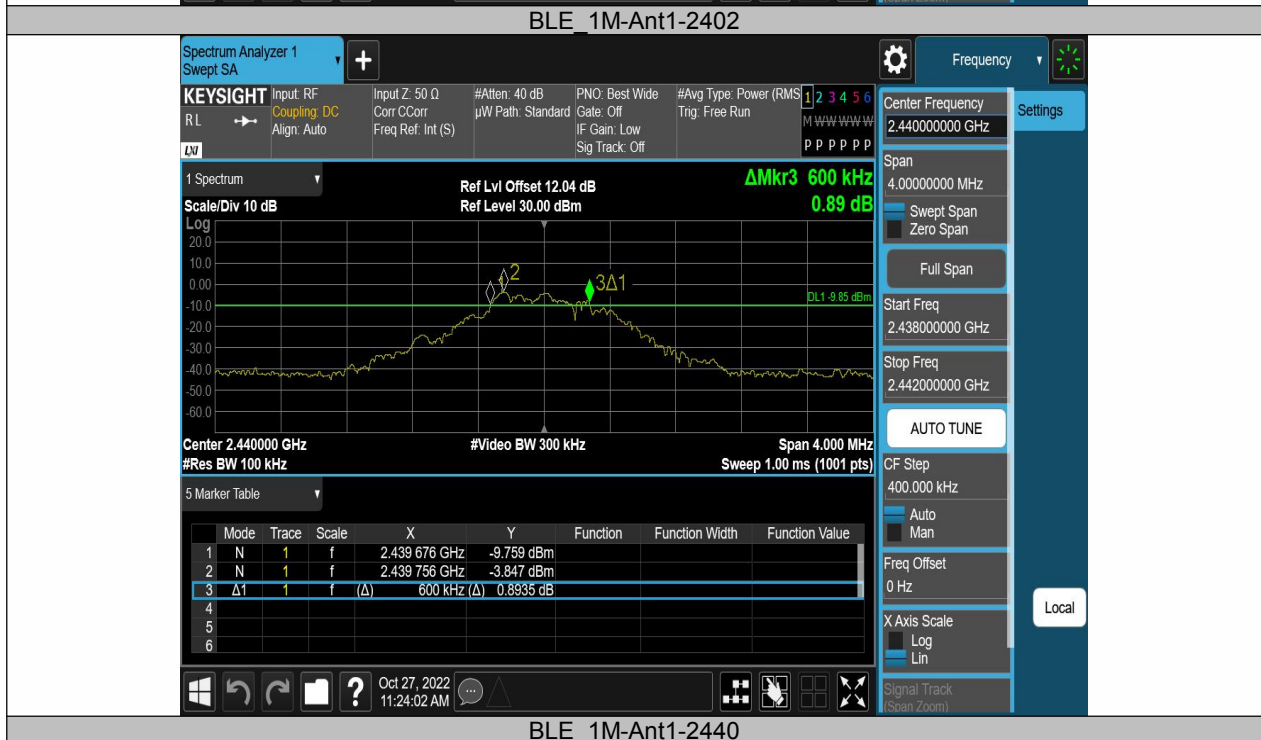 BLE_1M-Ant1-2402
Spectrum Analyzer 1
Swept SA
+
Frequency
KEYSIGHT
RL
LXI
Input: RF
Coupling: DC
Align: Auto
Input Z: 50 Ω
Corr CCorr
Freq Ref: Int (S)
#Atten: 40 dB
µW Path: Standard
PNO: Best Wide
Gate: Off
IF Gain: Low
Sig Track: Off
#Avg Type: Power (RMS
Trig: Free Run
1 2 3 4 5 6
M W W W W W
P P P P P P
1 Spectrum
Scale/Div 10 dB
Ref Lvl Offset 12.04 dB
Ref Level 30.00 dBm
ΔMkr3 600 kHz
0.89 dB
Log
20.0
10.0
0.00
-10.0
-20.0
-30.0
-40.0
-50.0
-60.0
2
3Δ1
DL1 -9.85 dBm
Center 2.440000 GHz
#Video BW 300 kHz
Span 4.000 MHz
#Res BW 100 kHz
Sweep 1.00 ms (1001 pts)
5 Marker Table
Mode Trace Scale X Y Function Function Width Function Value
1 N 1 f 2.439 676 GHz -9.759 dBm
2 N 1 f 2.439 756 GHz -3.847 dBm
3 Δ1 1 f (Δ) 600 kHz (Δ) 0.8935 dB
4
5
6
?
Oct 27, 2022
11:24:02 AM
Center Frequency
2.440000000 GHz
Settings
Span
4.00000000 MHz
Swept Span
Zero Span
Full Span
Start Freq
2.438000000 GHz
Stop Freq
2.442000000 GHz
AUTO TUNE
CF Step
400.000 kHz
Auto
Man
Freq Offset
0 Hz
Local
X Axis Scale
Log
Lin
Signal Track
(Span Zoom)
BLE_1M-Ant1-2440